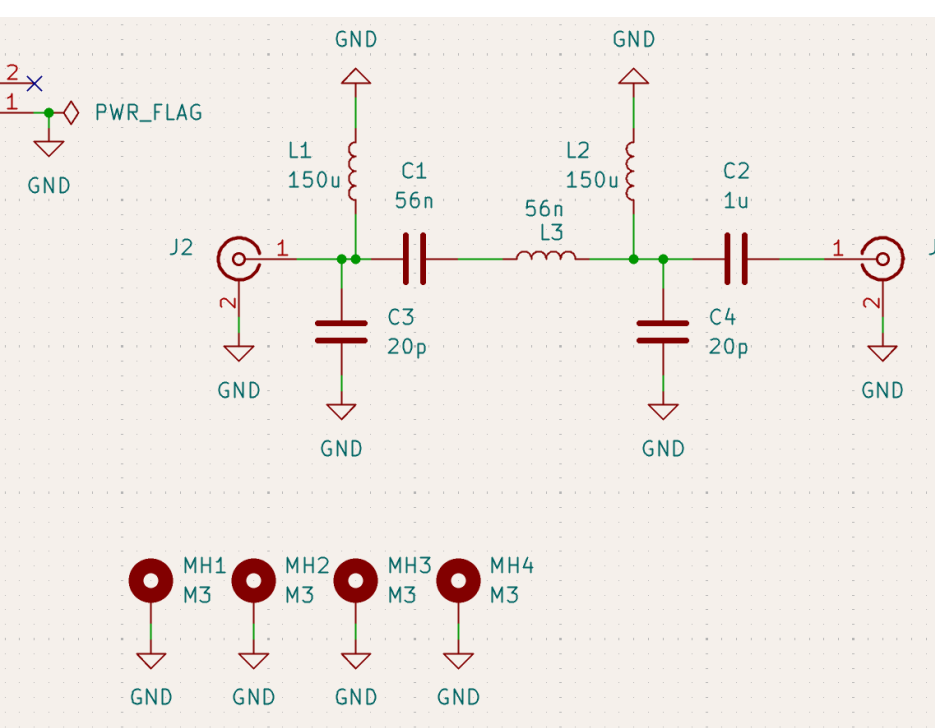 GND
GND
2
1
PWR_FLAG
GND
L1
150u
C1
56n
L2
150u
C2
1u
56n
L3
J2
1
2
GND
C3
20p
GND
C4
20p
GND
1
2
GND
MH1
M3
MH2
M3
MH3
M3
MH4
M3
GND
GND
GND
GND